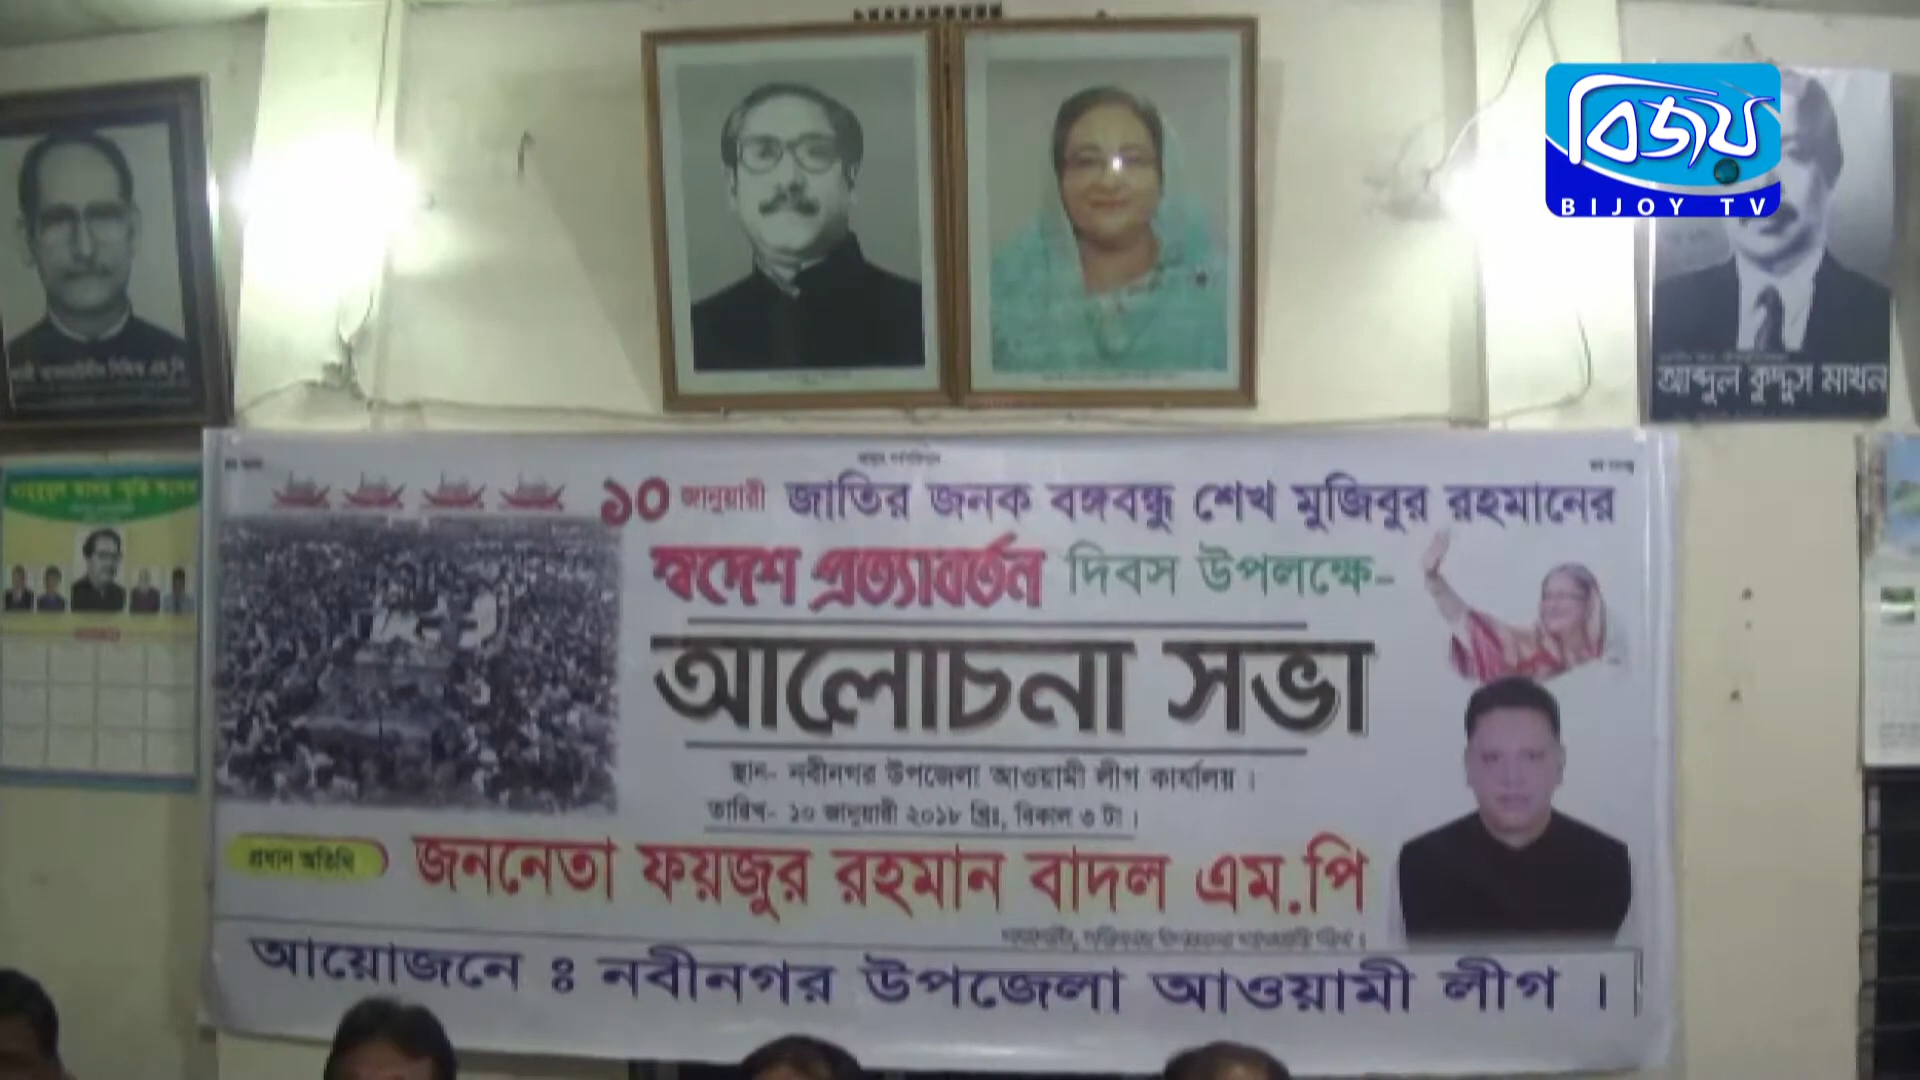 বিজয়
BIJOY TV
আব্দুল কুদ্দুস মাখন
১০ জানুয়ারী জাতির জনক বঙ্গবন্ধু শেখ মুজিবুর রহমানের
স্বদেশ প্রত্যাবর্তন দিবস উপলক্ষে-
আলোচনা সভা
স্থান- নবীনগর উপজেলা আওয়ামী লীগ কার্যালয় ।
তারিখ- ১০ জানুয়ারী ২০১৮ খ্রিঃ, বিকাল ৩ টা ।
প্রধান অতিথি
জননেতা ফয়জুর রহমান বাদল এম.পি
আয়োজনে ঃ নবীনগর উপজেলা আওয়ামী লীগ ।